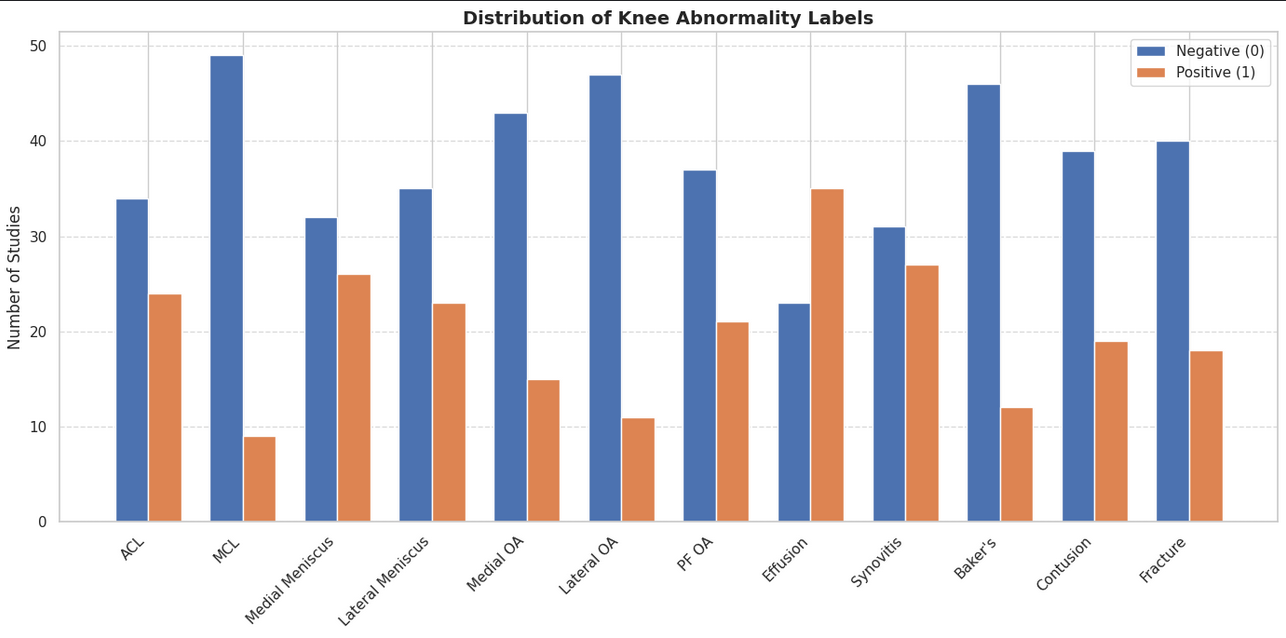 Distribution of Knee Abnormality Labels
Negative (0)
Positive (1)
Number of Studies
50
40
30
20
10
0
ACL
MCL
Medial Meniscus
Lateral Meniscus
Medial OA
Lateral OA
PF OA
Effusion
Synovitis
Baker's
Contusion
Fracture